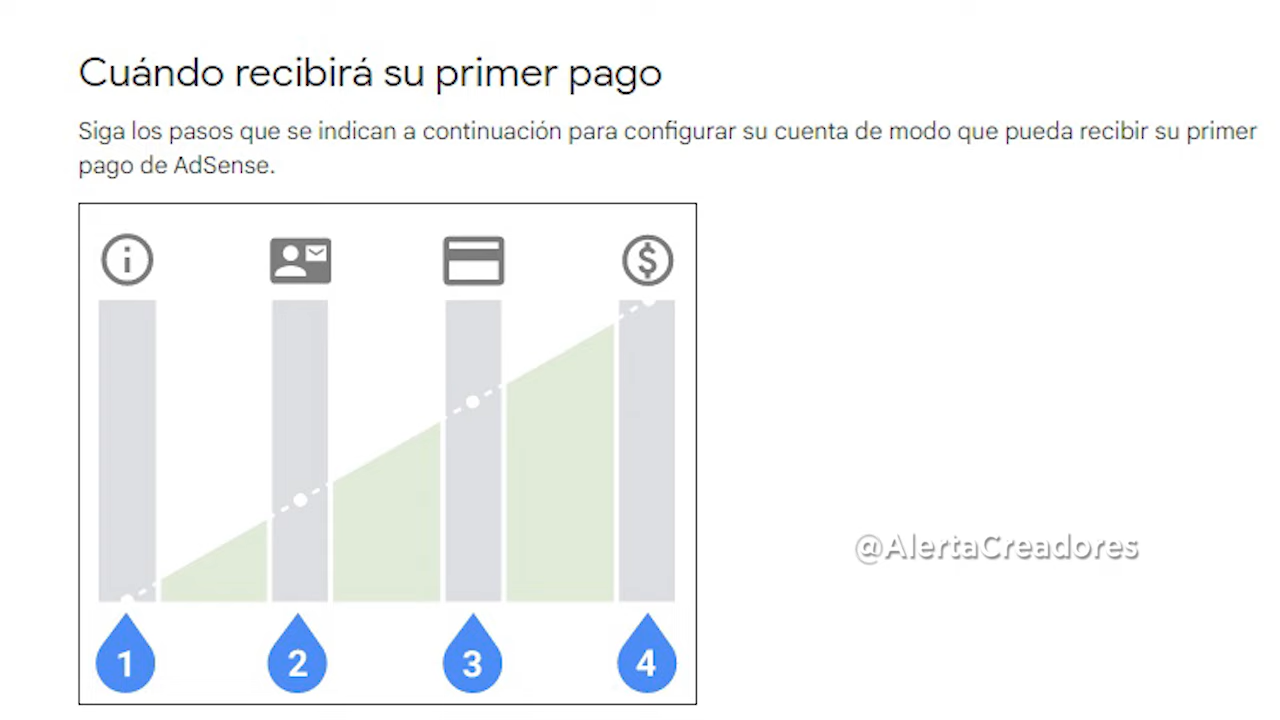 Cuándo recibirá su primer pago
Siga los pasos que se indican a continuación para configurar su cuenta de modo que pueda recibir su primer
pago de AdSense.
@AlertaCreadores
1 2 3 4